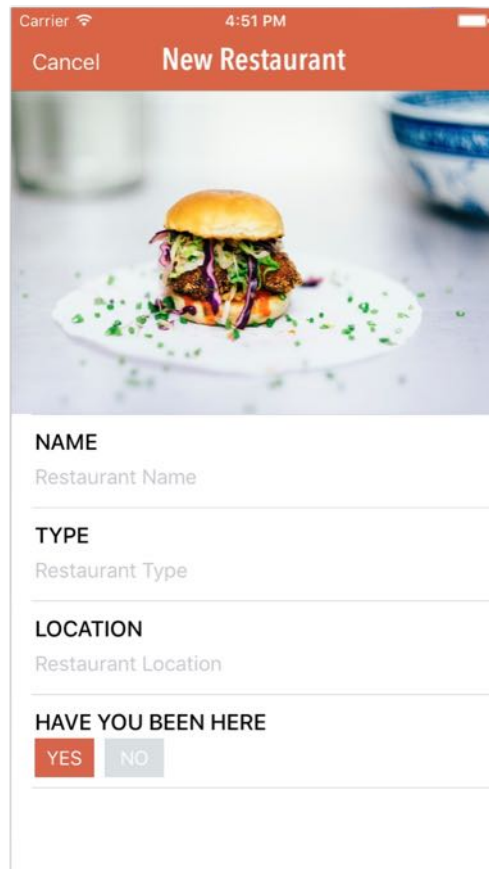 Carrier 4:51 PM
Cancel New Restaurant
NAME
Restaurant Name
TYPE
Restaurant Type
LOCATION
Restaurant Location
HAVE YOU BEEN HERE
YES NO